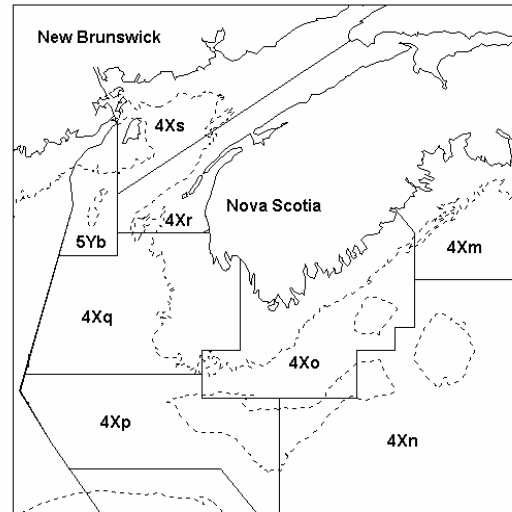 New Brunswick
4Xs
Nova Scotia
4Xr
5Yb
4Xm
4Xq
4Xo
4Xp
4Xn